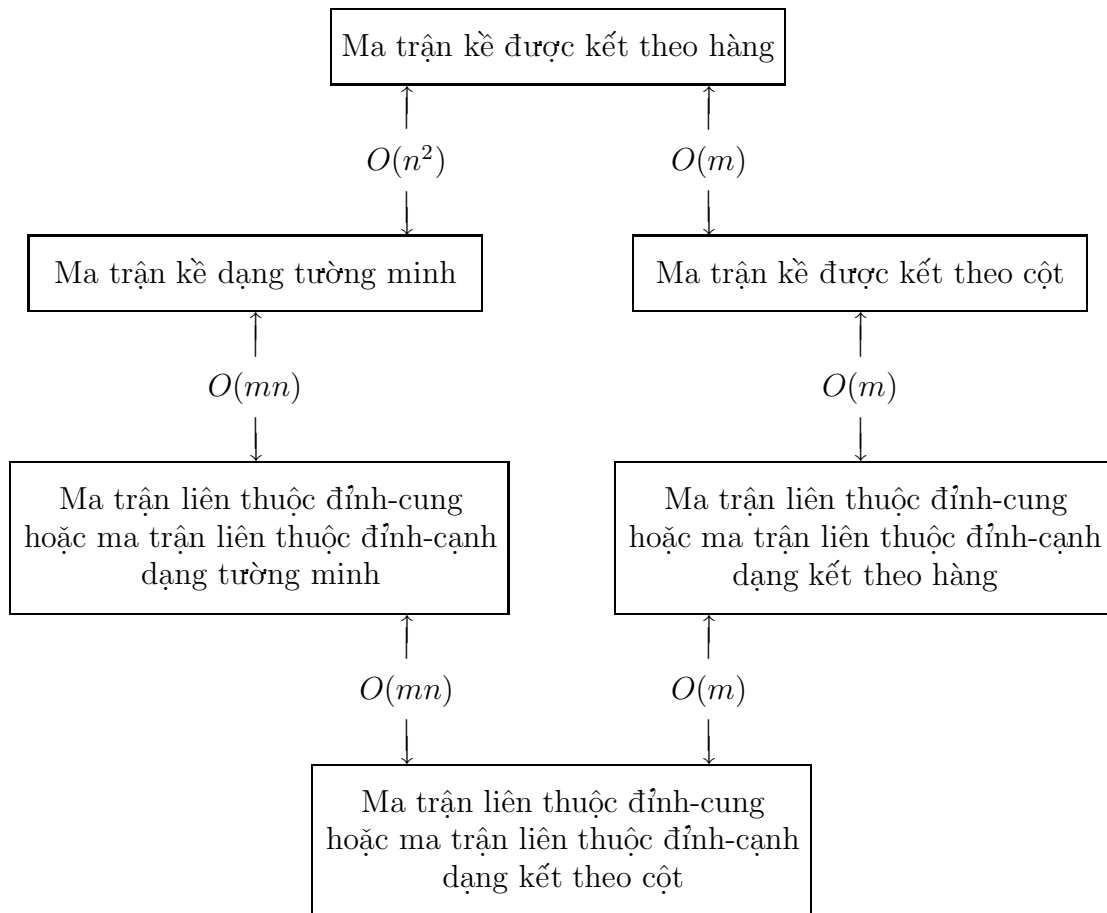 Ma trận kề được kết theo hàng
O(n²) O(m)
Ma trận kề dạng tường minh
Ma trận kề được kết theo cột
O(mn) O(m)
Ma trận liên thuộc đỉnh-cung
hoặc ma trận liên thuộc đỉnh-cạnh
dạng tường minh
Ma trận liên thuộc đỉnh-cung
hoặc ma trận liên thuộc đỉnh-cạnh
dạng kết theo hàng
O(mn) O(m)
Ma trận liên thuộc đỉnh-cung
hoặc ma trận liên thuộc đỉnh-cạnh
dạng kết theo cột